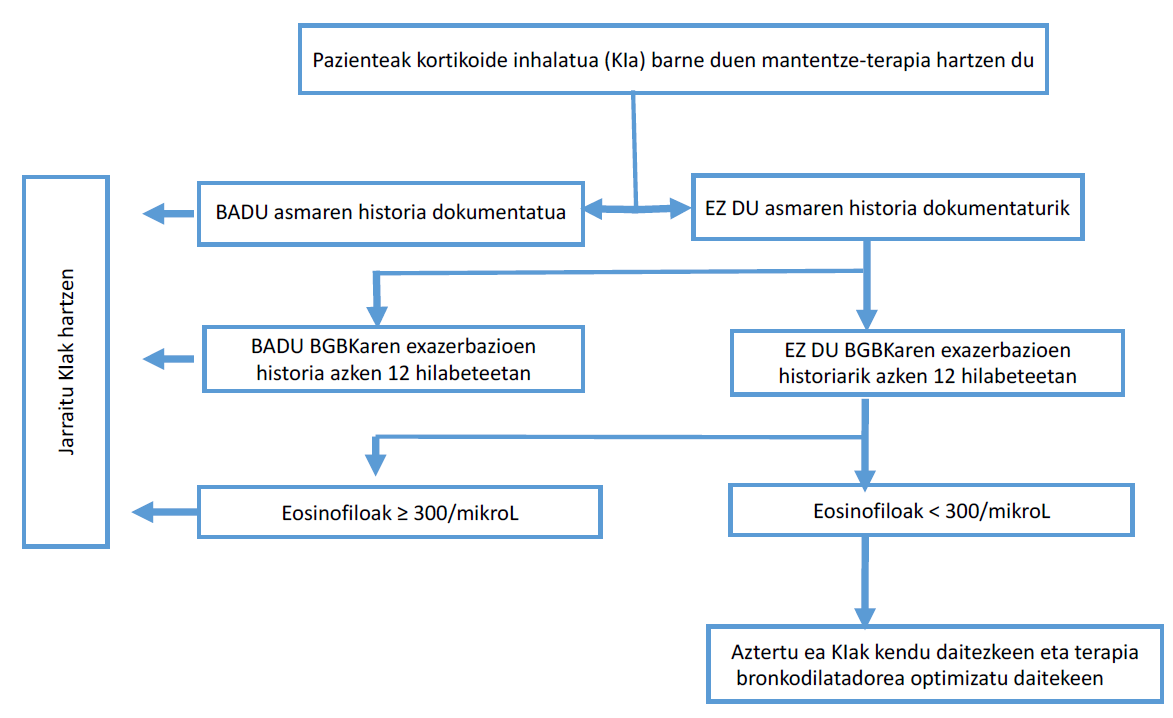 Pazienteak kortikoide inhalatua (KIa) barne duen mantentze-terapia hartzen du
BADU asmaren historia dokumentatua
EZ DU asmaren historia dokumentaturik
Jarraitu KIak hartzen
BADU BGBKaren exazerbazioen
historia azken 12 hilabeteetan
EZ DU BGBKaren exazerbazioen
historiarik azken 12 hilabeteetan
Eosinofiloak ≥ 300/mikroL
Eosinofiloak < 300/mikroL
Aztertu ea KIak kendu daitezkeen eta terapia
bronkodilatadorea optimizatu daitekeen